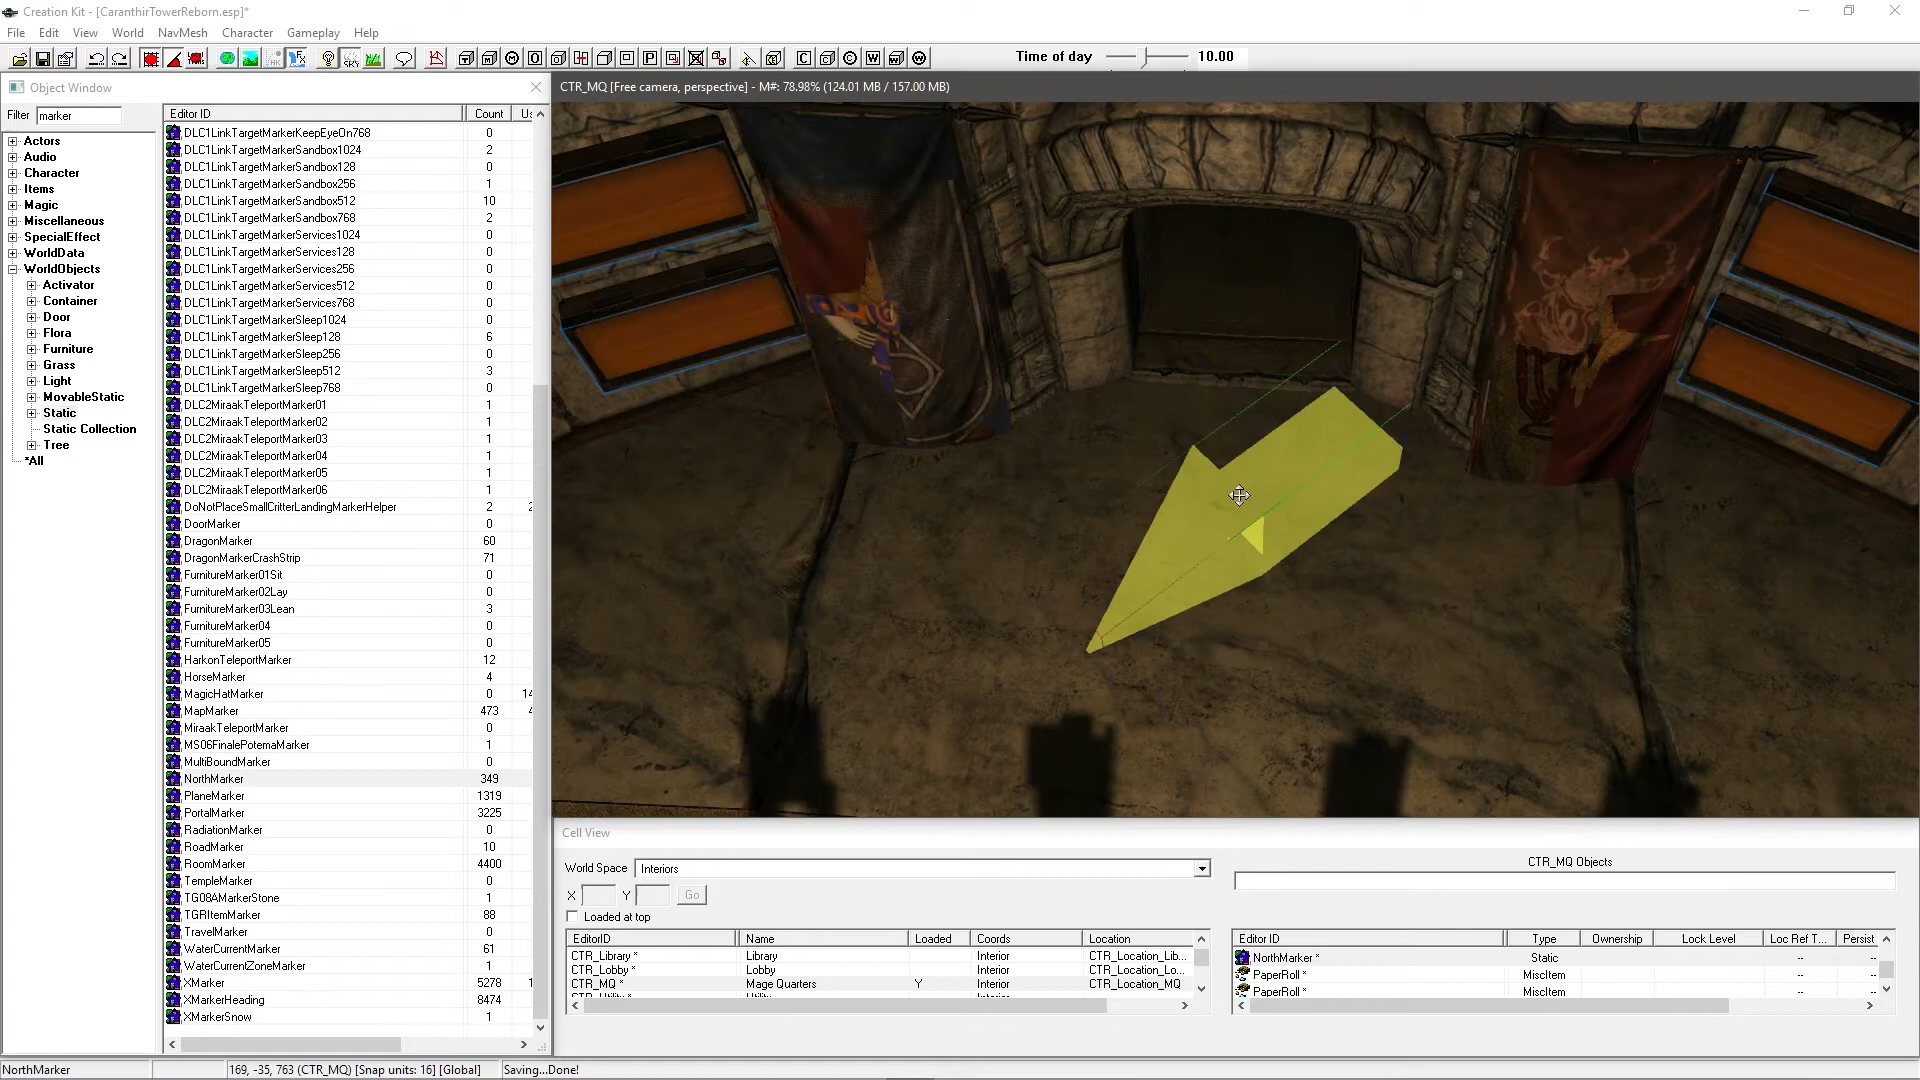 Creation Kit - [CaranthirTowerReborn.esp]*
File Edit View World NavMesh Character Gameplay Help
Time of day 10.00
Object Window
Filter marker
Actors
Audio
Character
Items
Magic
Miscellaneous
SpecialEffect
WorldData
WorldObjects
Activator
Container
Door
Flora
Furniture
Grass
Light
MovableStatic
Static
Static Collection
Tree
*All
Editor ID Count Us
DLC1LinkTargetMarkerKeepEyeOn768 0
DLC1LinkTargetMarkerSandbox1024 2
DLC1LinkTargetMarkerSandbox128 0
DLC1LinkTargetMarkerSandbox256 1
DLC1LinkTargetMarkerSandbox512 10
DLC1LinkTargetMarkerSandbox768 2
DLC1LinkTargetMarkerServices1024 0
DLC1LinkTargetMarkerServices128 0
DLC1LinkTargetMarkerServices256 0
DLC1LinkTargetMarkerServices512 0
DLC1LinkTargetMarkerServices768 0
DLC1LinkTargetMarkerSleep1024 0
DLC1LinkTargetMarkerSleep128 6
DLC1LinkTargetMarkerSleep256 0
DLC1LinkTargetMarkerSleep512 3
DLC1LinkTargetMarkerSleep768 0
DLC2MiraakTeleportMarker01 1
DLC2MiraakTeleportMarker02 1
DLC2MiraakTeleportMarker03 1
DLC2MiraakTeleportMarker04 1
DLC2MiraakTeleportMarker05 1
DLC2MiraakTeleportMarker06 1
DoNotPlaceSmallCritterLandingMarkerHelper 2 2
DoorMarker 0
DragonMarker 60
DragonMarkerCrashStrip 71
FurnitureMarker01Sit 0
FurnitureMarker02Lay 0
FurnitureMarker03Lean 3
FurnitureMarker04 0
FurnitureMarker05 0
HarkonTeleportMarker 12
HorseMarker 4
MagicHatMarker 0 14
MapMarker 473 4
MiraakTeleportMarker 0
MS06FinalePotemaMarker 1
MultiBoundMarker 0
NorthMarker 349
PlaneMarker 1319
PortalMarker 3225
RadiationMarker 0
RoadMarker 10
RoomMarker 4400
TempleMarker 0
TG08AMarkerStone 1
TGRItemMarker 88
TravelMarker 0
WaterCurrentMarker 61
WaterCurrentZoneMarker 1
XMarker 5278 1
XMarkerHeading 8474
XMarkerSnow 1
CTR_MQ [Free camera, perspective] - M#: 78.98% (124.01 MB / 157.00 MB)
Cell View
World Space Interiors
X Y Go
Loaded at top
EditorID Name Loaded Coords Location
CTR_Library * Library Interior CTR_Location_Lib...
CTR_Lobby * Lobby Interior CTR_Location_Lo...
CTR_MQ * Mage Quarters Y Interior CTR_Location_MQ
CTR_MQ Objects
Editor ID Type Ownership Lock Level Loc Ref T... Persist
NorthMarker * Static -- --
PaperRoll * MiscItem -- --
PaperRoll * MiscItem -- --
NorthMarker 169, -35, 763 (CTR_MQ) [Snap units: 16] [Global] Saving...Done!